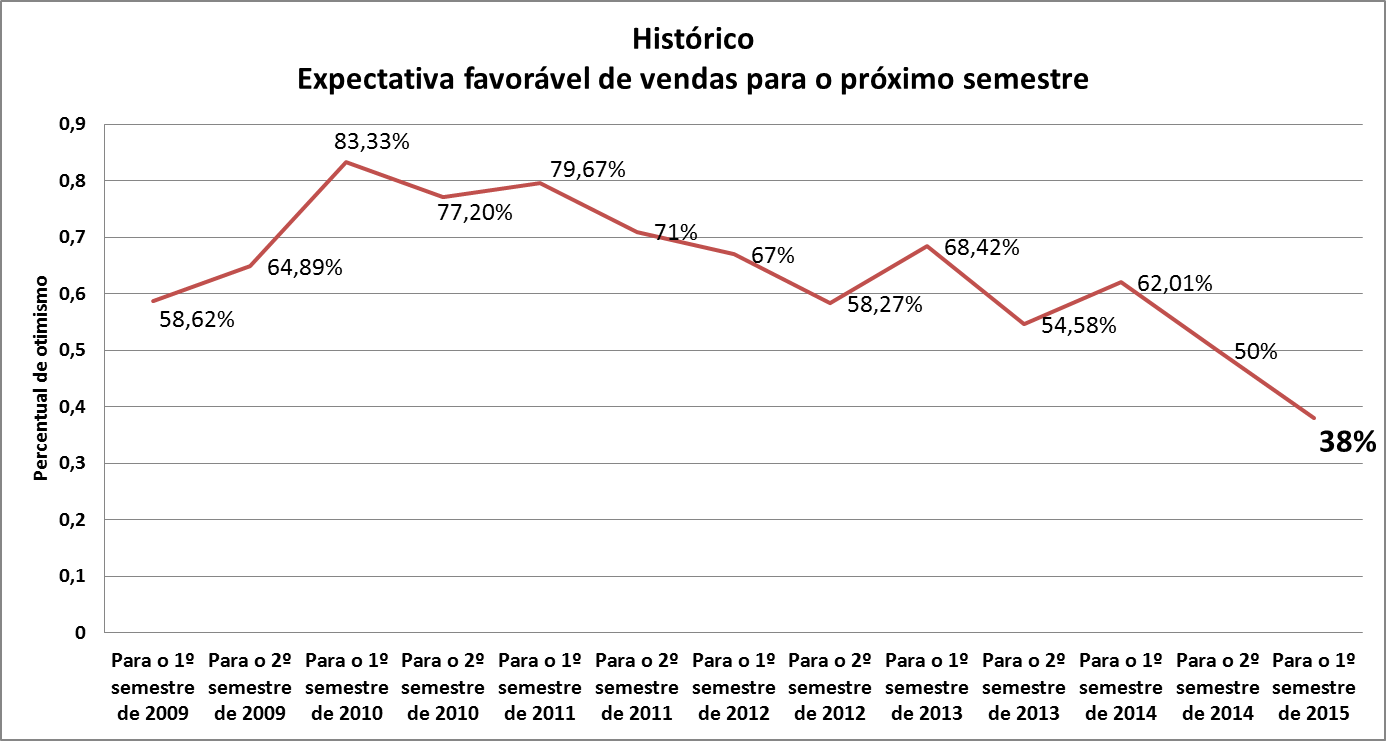 Histórico
Expectativa favorável de vendas para o próximo semestre
Percentual de otimismo
0,9
0,8
0,7
0,6
0,5
0,4
0,3
0,2
0,1
0
58,62%
64,89%
83,33%
77,20%
79,67%
71%
67%
58,27%
68,42%
54,58%
62,01%
50%
38%
Para o 1º
semestre
de 2009
Para o 2º
semestre
de 2009
Para o 1º
semestre
de 2010
Para o 2º
semestre
de 2010
Para o 1º
semestre
de 2011
Para o 2º
semestre
de 2011
Para o 1º
semestre
de 2012
Para o 2º
semestre
de 2012
Para o 1º
semestre
de 2013
Para o 2º
semestre
de 2013
Para o 1º
semestre
de 2014
Para o 2º
semestre
de 2014
Para o 1º
semestre
de 2015